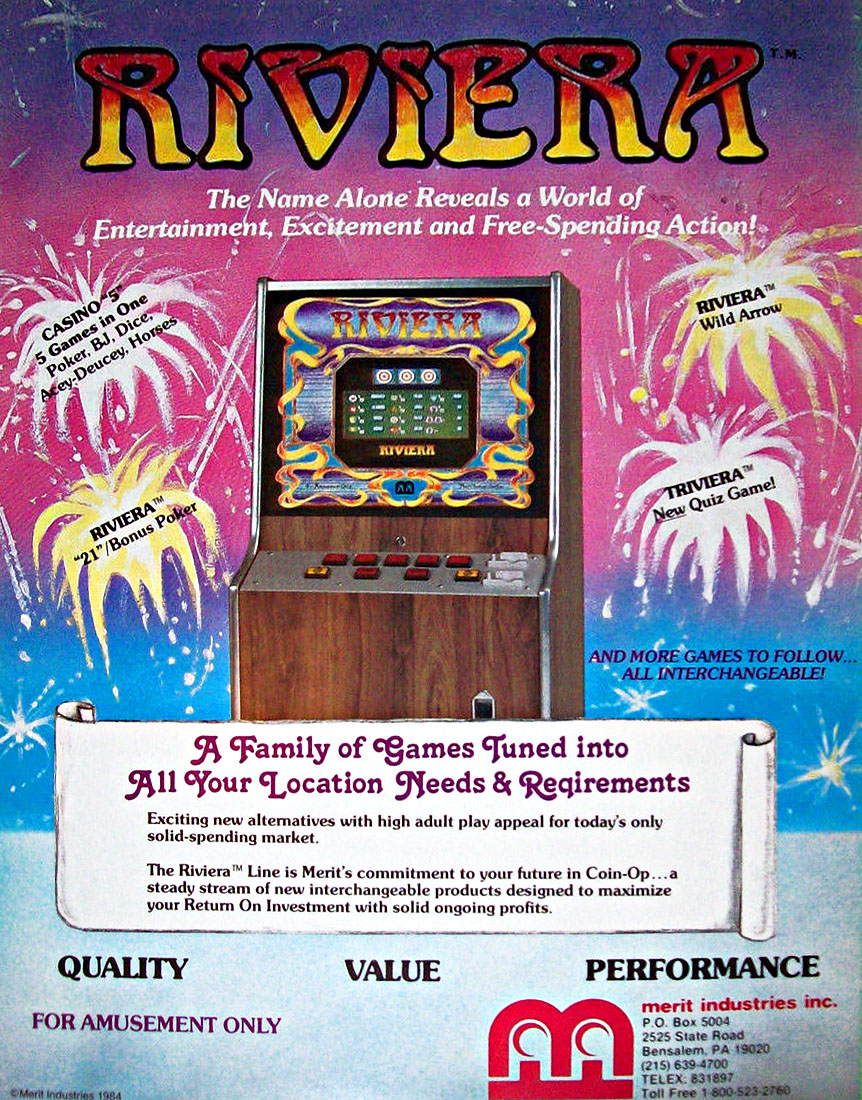 RIVIERA T.M.
The Name Alone Reveals a World of
Entertainment, Excitement and Free-Spending Action!
CASINO "5"
5 Games in One
Poker, BJ, Dice,
Acey-Deucey, Horses
RIVIERA™
Wild Arrow
RIVIERA
RIVIERA
RIVIERA™
"21"/Bonus Poker
TRIVIERA™
New Quiz Game!
AND MORE GAMES TO FOLLOW...
ALL INTERCHANGEABLE!
A Family of Games Tuned into
All Your Location Needs & Reqirements
Exciting new alternatives with high adult play appeal for today's only
solid-spending market.
The Riviera™ Line is Merit's commitment to your future in Coin-Op...a
steady stream of new interchangeable products designed to maximize
your Return On Investment with solid ongoing profits.
QUALITY VALUE PERFORMANCE
FOR AMUSEMENT ONLY
merit industries inc.
P.O. Box 5004
2525 State Road
Bensalem, PA 19020
(215) 639-4700
TELEX: 831897
Toll Free 1-800-523-2760
© Merit Industries 1984